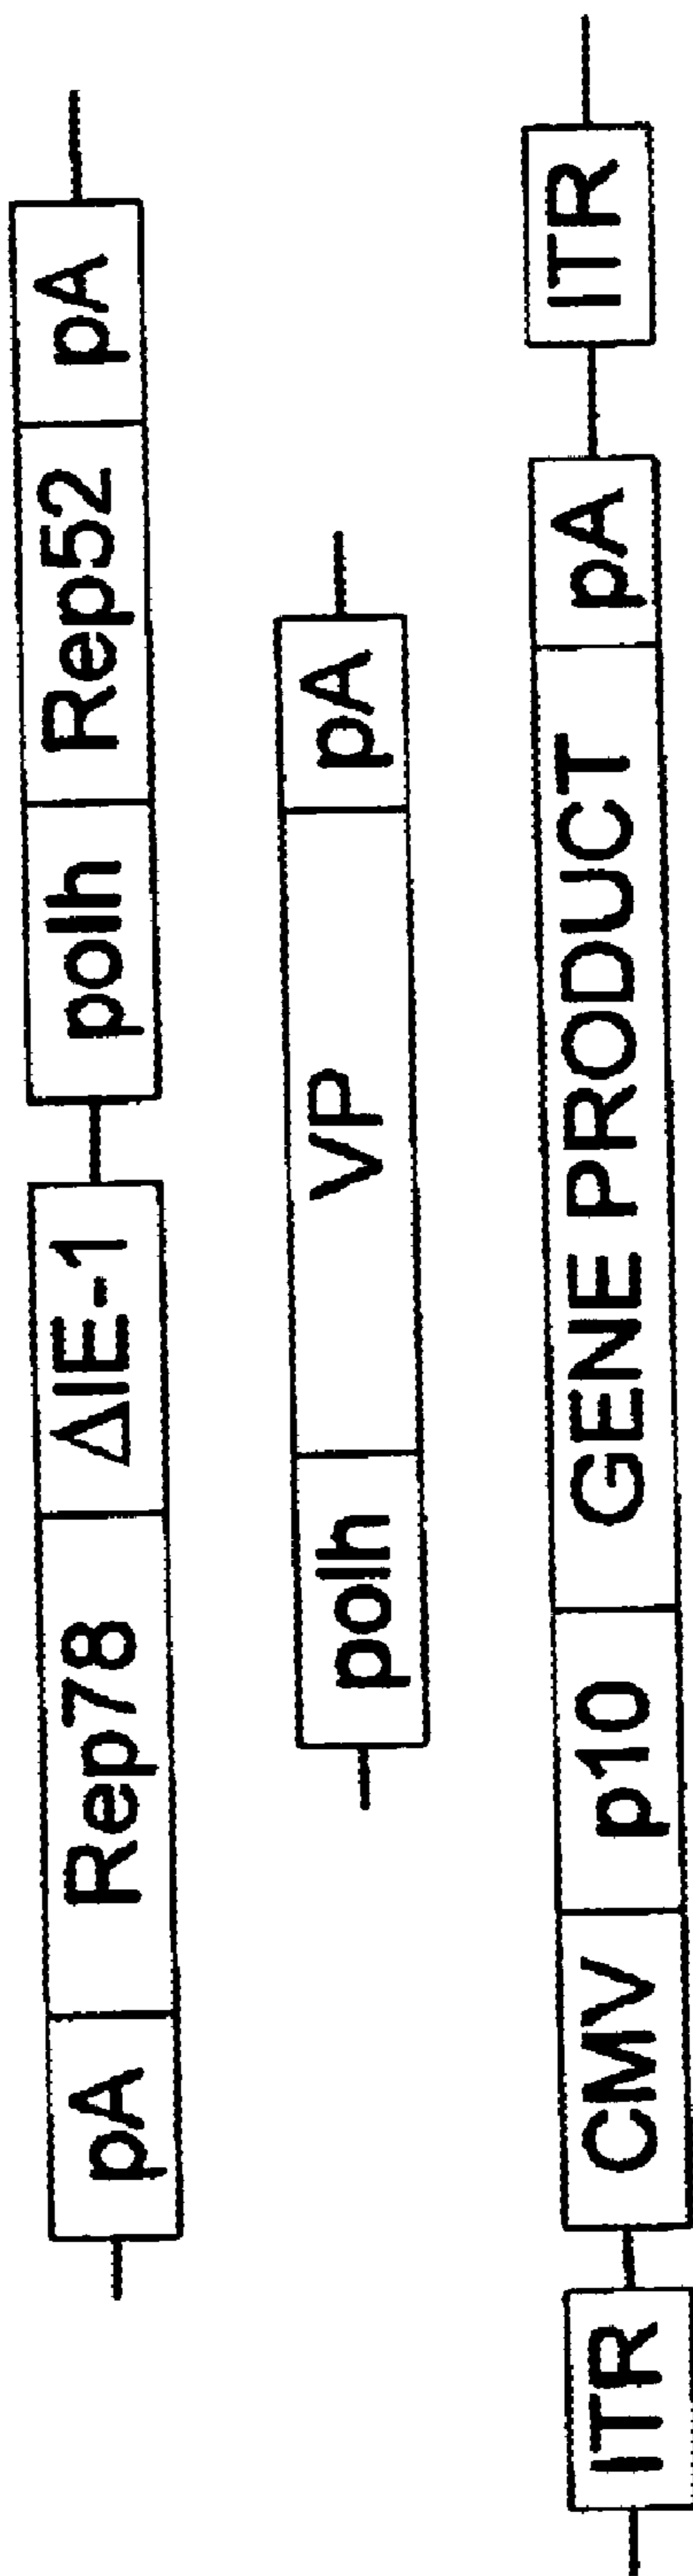 pA Rep78 ΔIE-1 polh Rep52 pA
polh VP pA
ITR CMV p10 GENE PRODUCT pA ITR